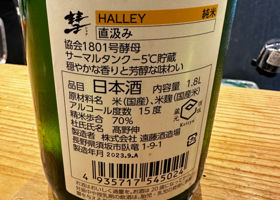 彗
HALLEY
純米
直汲み
協会1801号酵母
サーマルタンク−5℃貯蔵
穏やかな香りと芳醇な味わい
品目 日本酒 1.8L
原材料名 米(国産)、米麹(国産米)
アルコール度数 15度
精米歩合 70%
杜氏氏名 高野伸
製造者 株式会社 遠藤酒造場
長野県須坂市臥竜1-9-1
製造年月 2023.9.A
4 935717 545024